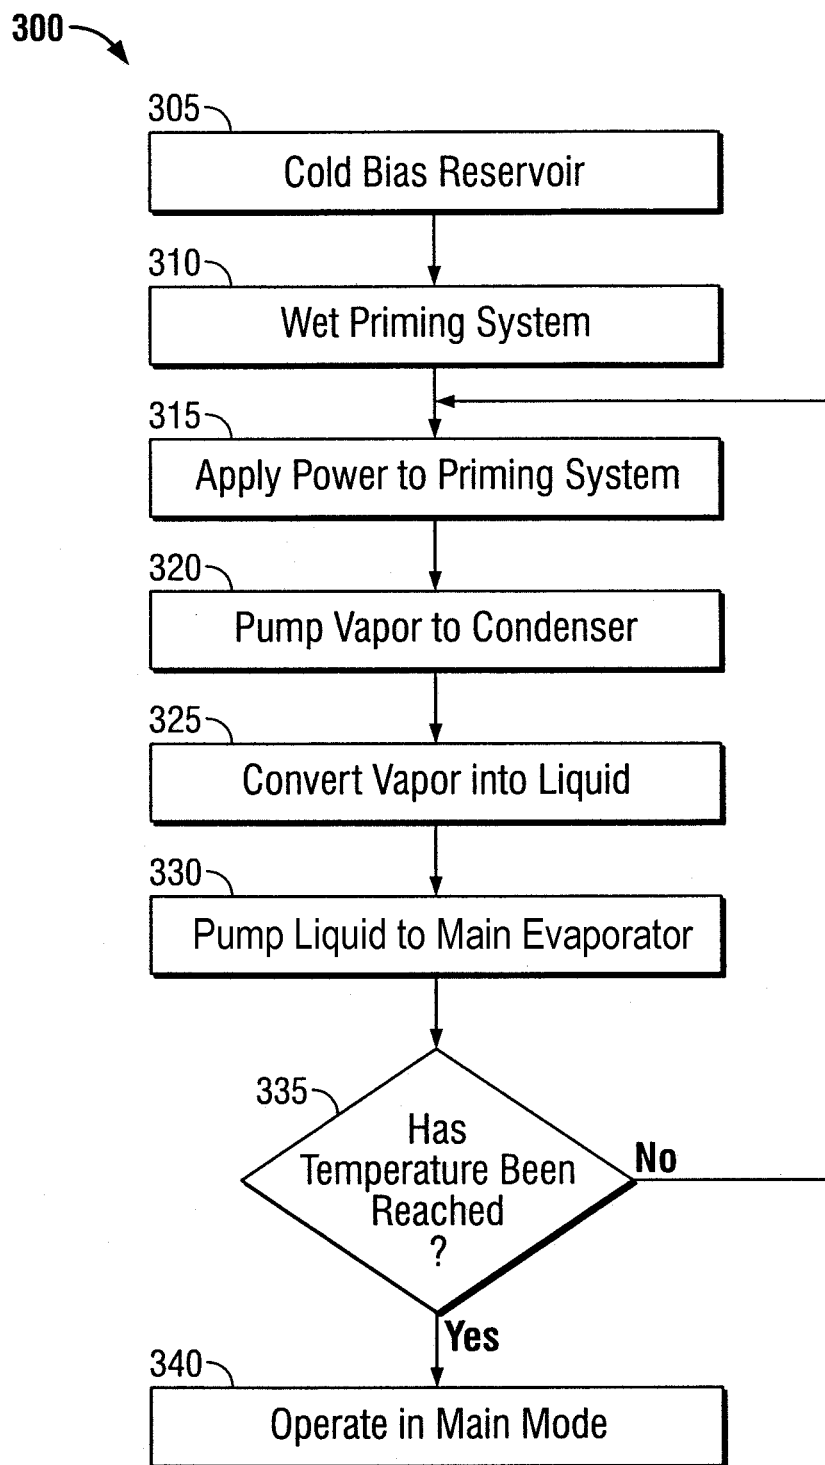 300
305
Cold Bias Reservoir
310
Wet Priming System
315
Apply Power to Priming System
320
Pump Vapor to Condenser
325
Convert Vapor into Liquid
330
Pump Liquid to Main Evaporator
335
Has
Temperature Been
Reached
?
No
Yes
340
Operate in Main Mode